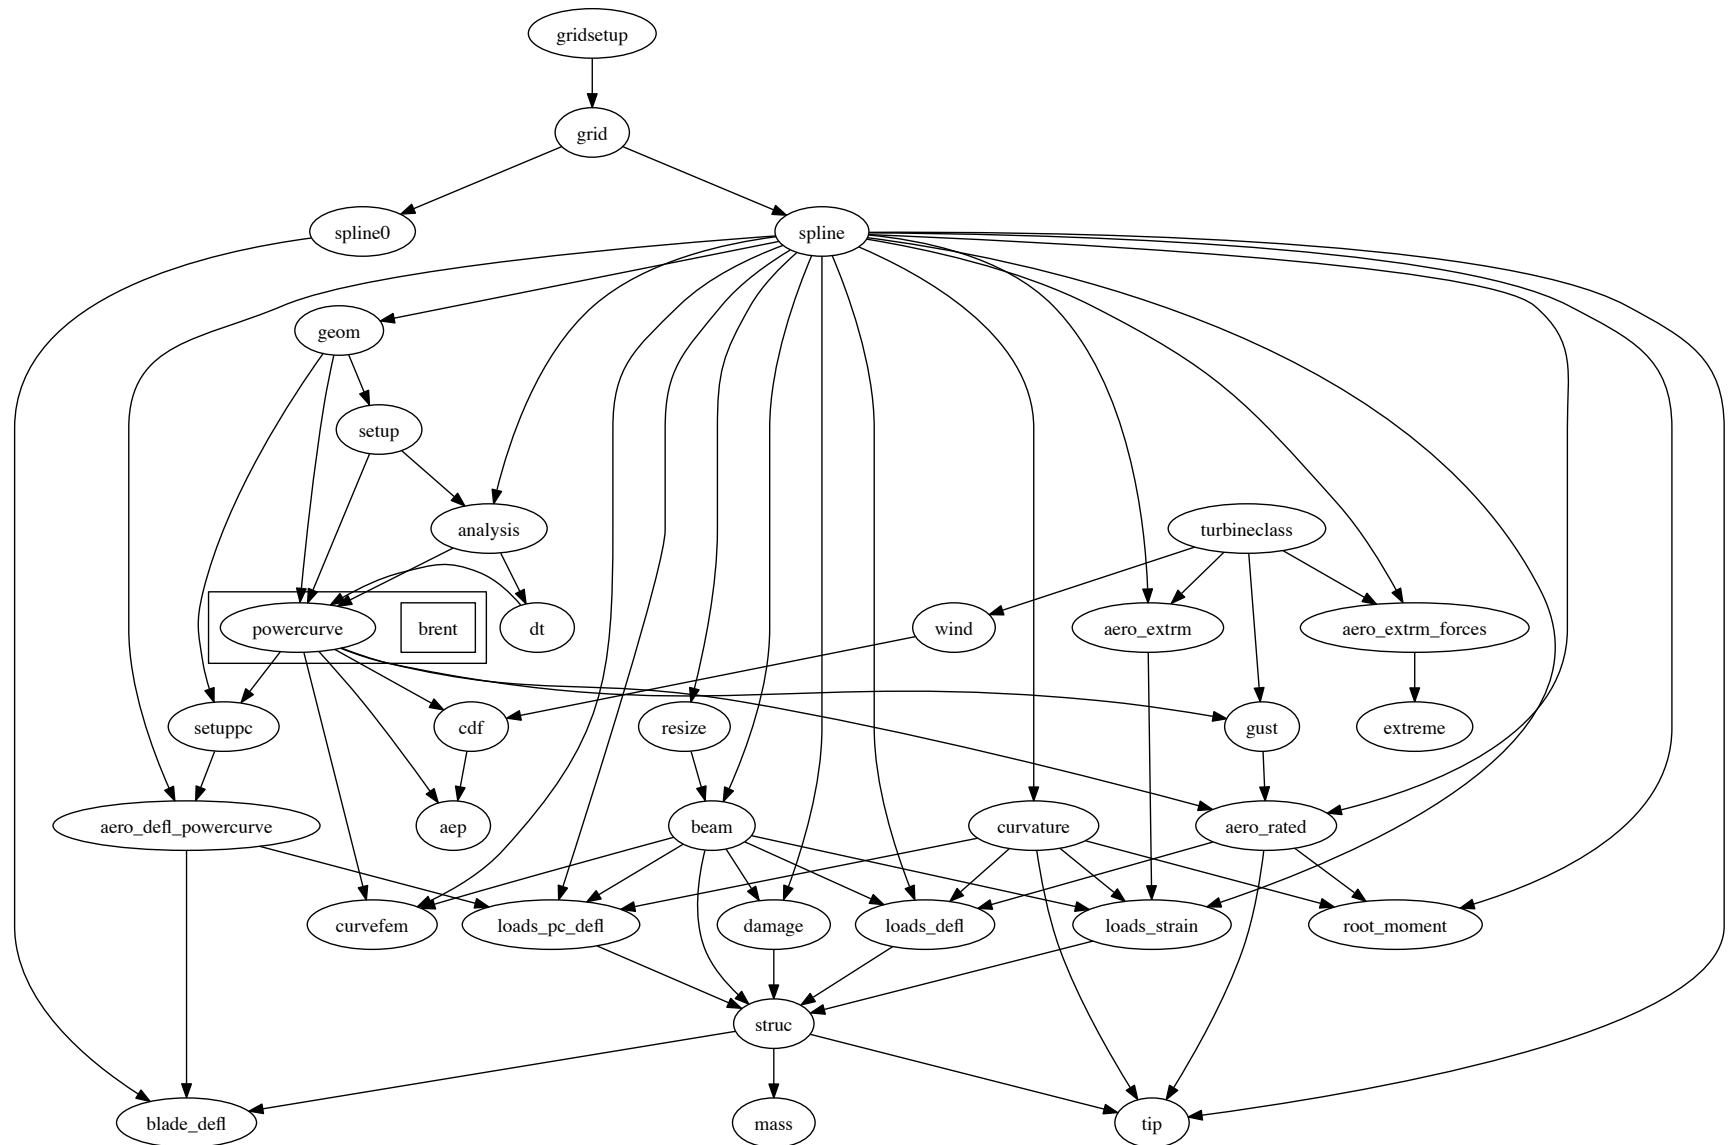 gridsetup
grid
spline0
spline
geom
setup
analysis
turbineclass
powercurve
brent
dt
wind
aero_extrm
aero_extrm_forces
setuppc
cdf
resize
gust
extreme
aero_defl_powercurve
aep
beam
curvature
aero_rated
curvefem
loads_pc_defl
damage
loads_defl
loads_strain
root_moment
struc
blade_defl
mass
tip